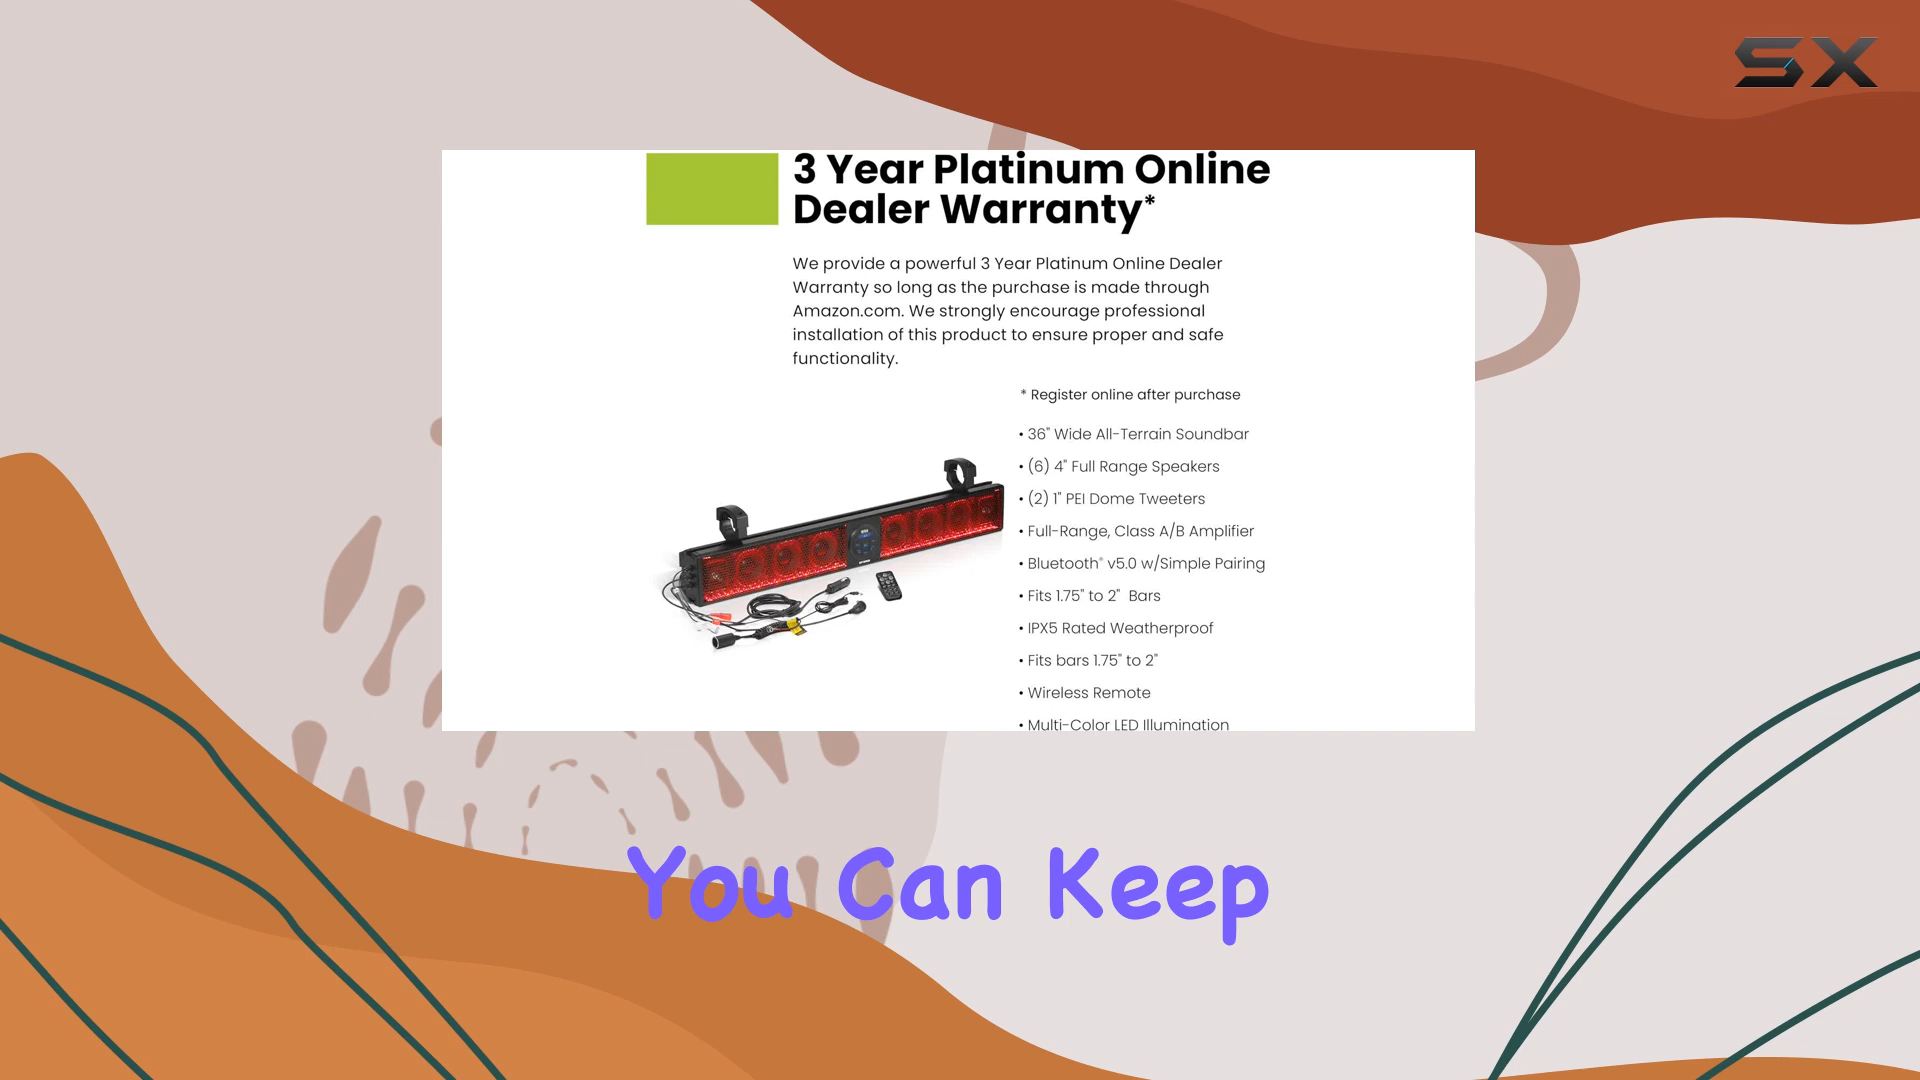 SX
3 Year Platinum Online
Dealer Warranty*
We provide a powerful 3 Year Platinum Online Dealer
Warranty so long as the purchase is made through
Amazon.com. We strongly encourage professional
installation of this product to ensure proper and safe
functionality.
* Register online after purchase
• 36" Wide All-Terrain Soundbar
• (6) 4" Full Range Speakers
• (2) 1" PEI Dome Tweeters
• Full-Range, Class A/B Amplifier
• Bluetooth® v5.0 w/Simple Pairing
• Fits 1.75" to 2" Bars
• IPX5 Rated Weatherproof
• Fits bars 1.75" to 2"
• Wireless Remote
• Multi-Color LED Illumination
You Can Keep